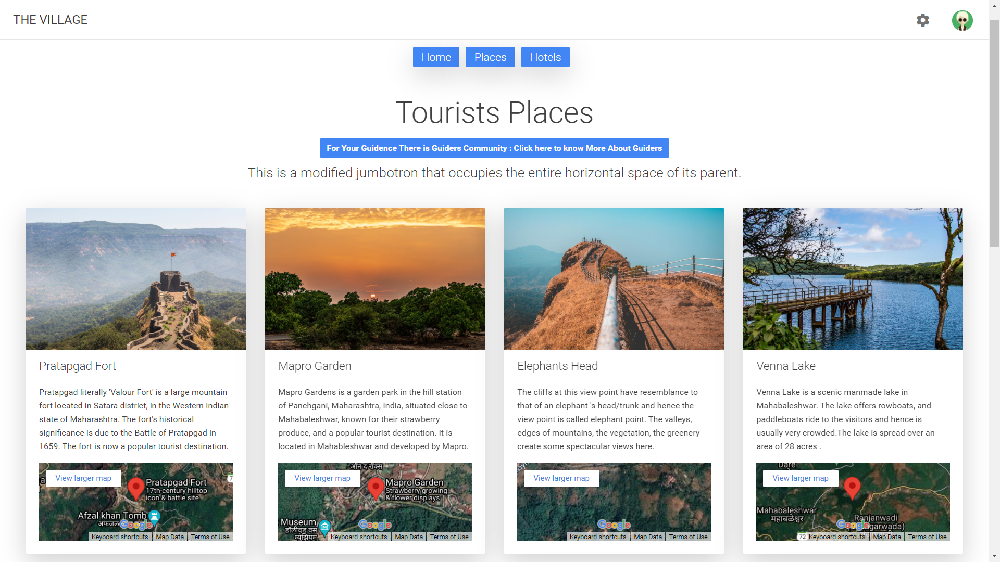 THE VILLAGE
Home Places Hotels
Tourists Places
For Your Guidence There is Guiders Community : Click here to know More About Guiders
This is a modified jumbotron that occupies the entire horizontal space of its parent.
Pratapgad Fort
Pratapgad literally 'Valour Fort' is a large mountain
fort located in Satara district, in the Western Indian
state of Maharashtra. The fort's historical
significance is due to the Battle of Pratapgad in
1659. The fort is now a popular tourist destination.
View larger map
Pratapgad Fort
17th-century hilltop
icon & battle site
Afzal khan Tomb
Google
Keyboard shortcuts Map Data Terms of Use
Mapro Garden
Mapro Gardens is a garden park in the hill station
of Panchgani, Maharashtra, India, situated close to
Mahabaleshwar, known for their strawberry
produce, and a popular tourist destination. It is
located in Mahableshwar and developed by Mapro.
View larger map
Mapro Garden
Strawberry growing
& flower displays
Museum
हॉलीवुड वॅस
म्युझियम
Google
Keyboard shortcuts Map Data Terms of Use
Elephants Head
The cliffs at this view point have resemblance to
that of an elephant 's head/trunk and hence the
view point is called elephant point. The valleys,
edges of mountains, the vegetation, the greenery
create some spectacular views here.
View larger map
Google
Keyboard shortcuts Map Data Terms of Use
Venna Lake
Venna Lake is a scenic manmade lake in
Mahabaleshwar. The lake offers rowboats, and
paddleboats ride to the visitors and hence is
usually very crowded.The lake is spread over an
area of 28 acres .
Dare
View larger map
Mahabaleshwar
महाबळेश्वर
Ranjanwadi
Google
72
Keyboard shortcuts Map Data Terms of Use